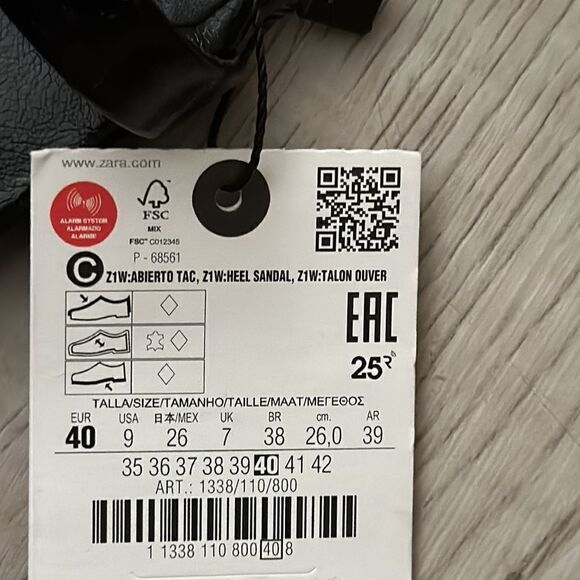 www.zara.com
ALARM SYSTEM
ALARMADO
ALARME
FSC
MIX
FSC™ C012345
P - 68561
C Z1W:ABIERTO TAC, Z1W:HEEL SANDAL, Z1W:TALON OUVER
EAC
25
TALLA/SIZE/TAMANHO/TAILLE/MAAT/ΜΕΓΕΘΟΣ
EUR USA 日本/MEX UK BR cm. AR
40 9 26 7 38 26,0 39
35 36 37 38 39 40 41 42
ART.: 1338/110/800
1 1338 110 800 40 8